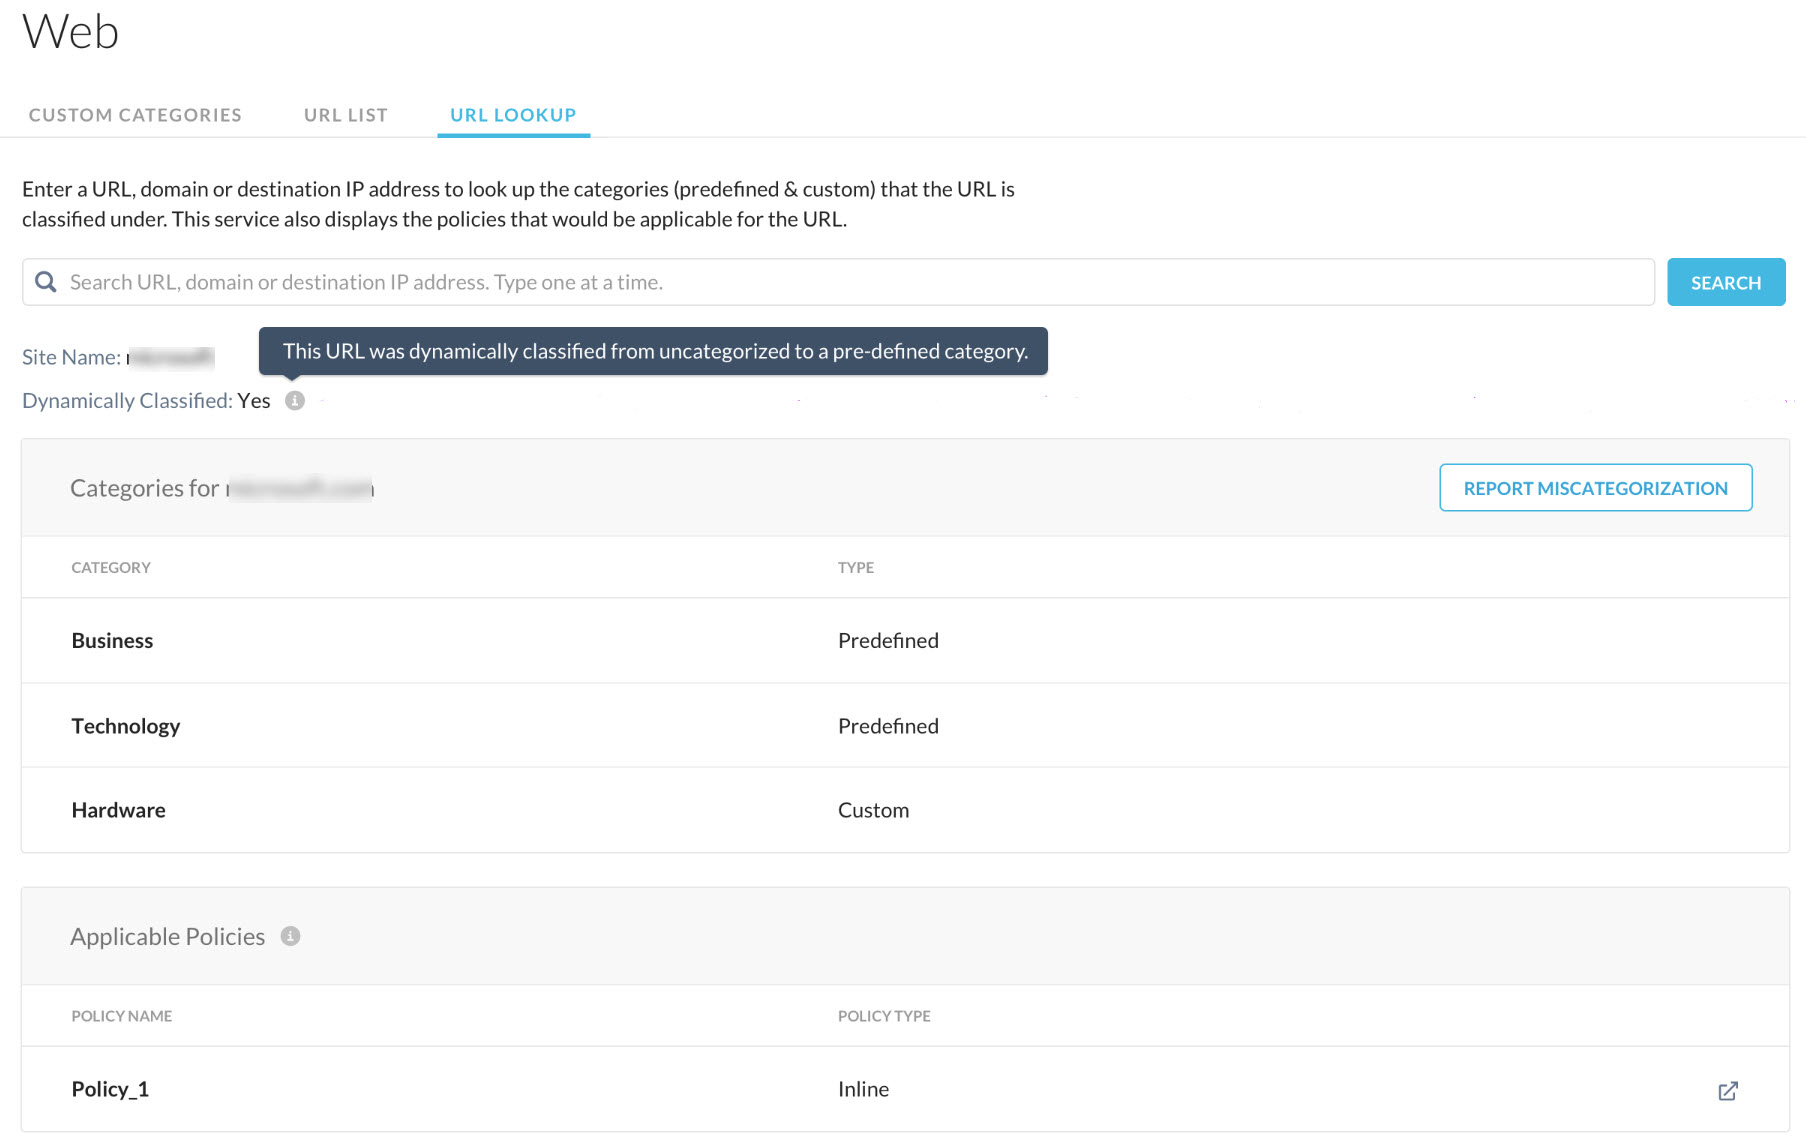 Web
CUSTOM CATEGORIES URL LIST URL LOOKUP
Enter a URL, domain or destination IP address to look up the categories (predefined & custom) that the URL is
classified under. This service also displays the policies that would be applicable for the URL.
Search URL, domain or destination IP address. Type one at a time. SEARCH
Site Name:
This URL was dynamically classified from uncategorized to a pre-defined category.
Dynamically Classified: Yes
Categories for
REPORT MISCATEGORIZATION
CATEGORY TYPE
Business Predefined
Technology Predefined
Hardware Custom
Applicable Policies
POLICY NAME POLICY TYPE
Policy_1 Inline